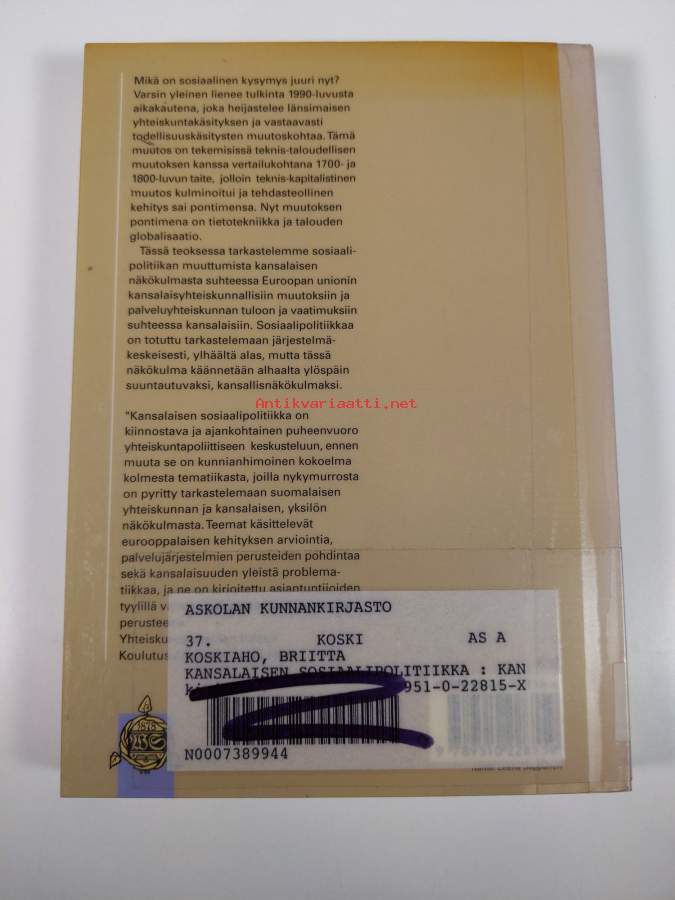 Mikä on sosiaalinen kysymys juuri nyt?
Varsin yleinen lienee tulkinta 1990-luvusta
aikakautena, joka heijastelee länsimaisen
yhteiskuntakäsityksen ja vastaavasti
todellisuuskäsitysten muutoskohtaa. Tämä
muutos on tekemisissä teknis-taloudellisen
muutoksen kanssa vertailukohtana 1700- ja
1800-luvun taite, jolloin teknis-kapitalistinen
muutos kulminoitui ja tehdasteollinen
kehitys sai pontimensa. Nyt muutoksen
pontimena on tietotekniikka ja talouden
globalisaatio.
Tässä teoksessa tarkastelemme sosiaali-
politiikan muuttumista kansalaisen
näkökulmasta suhteessa Euroopan unionin
kansalaisyhteiskunnallisiin muutoksiin ja
palveluyhteiskunnan tuloon ja vaatimuksiin
suhteessa kansalaisiin. Sosiaalipolitiikkaa
on totuttu tarkastelemaan järjestelmä-
keskeisesti, ylhäältä alas, mutta tässä
näkökulma käännetään alhaalta ylöspäin
suuntautuvaksi, kansallisnäkökulmaksi.
Antikvariaatti.net
"Kansalaisen sosiaalipolitiikka on
kiinnostava ja ajankohtainen puheenvuoro
yhteiskuntapoliittiseen keskusteluun, ennen
muuta se on kunnianhimoinen kokoelma
kolmesta tematiikasta, joilla nykymurrosta
on pyritty tarkastelemaan suomalaisen
yhteiskunnan ja kansalaisen, yksilön
näkökulmasta. Teemat käsittelevät
eurooppalaisen kehityksen arviointia,
palvelujärjestelmien perusteiden pohdintaa
sekä kansalaisuuden yleistä problema-
tiikkaa, ja ne on kirjoitettu asiantuntijoiden
tyylillä
ASKOLAN KUNNANKIRJASTO
37. KOSKI AS A
KOSKIAHO, BRIITTA
KANSALAISEN SOSIAALIPOLITIIKKA : KAN
951-0-22815-X
N0007389944
1878
WS